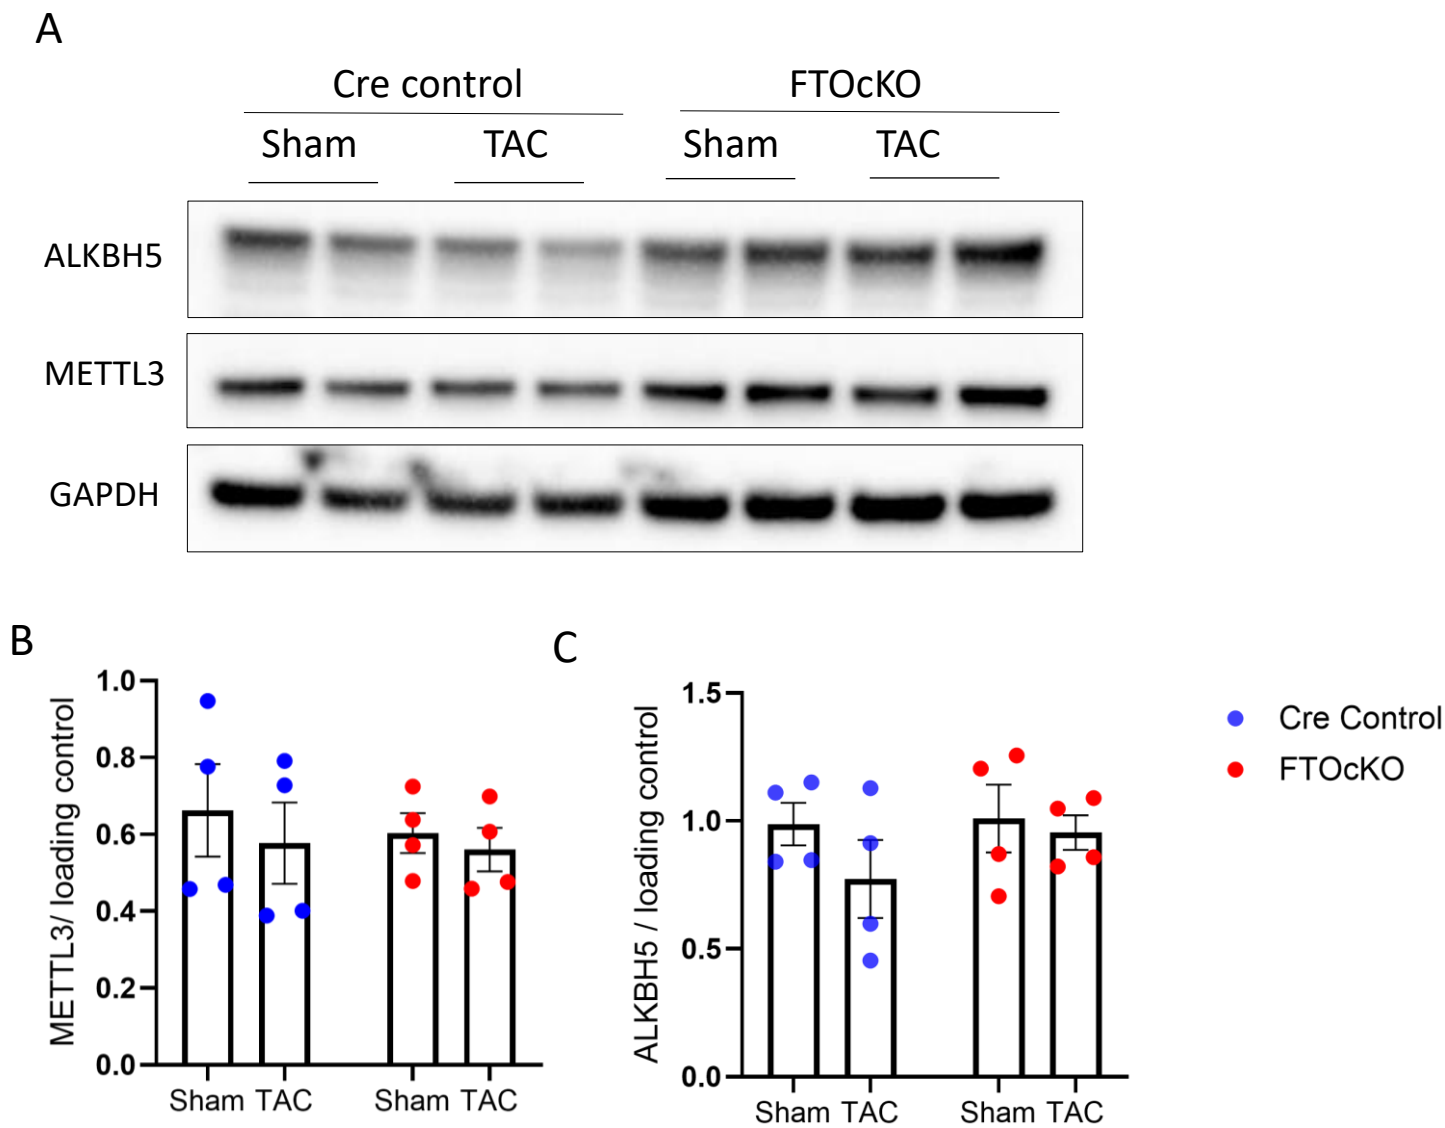 A
Cre control FTOcKO
Sham TAC Sham TAC
ALKBH5
METTL3
GAPDH
B
METTL3/ loading control
1.0
0.8
0.6
0.4
0.2
0.0
Sham TAC Sham TAC
C
ALKBH5 / loading control
1.5
1.0
0.5
0.0
Sham TAC Sham TAC
Cre Control
FTOcKO